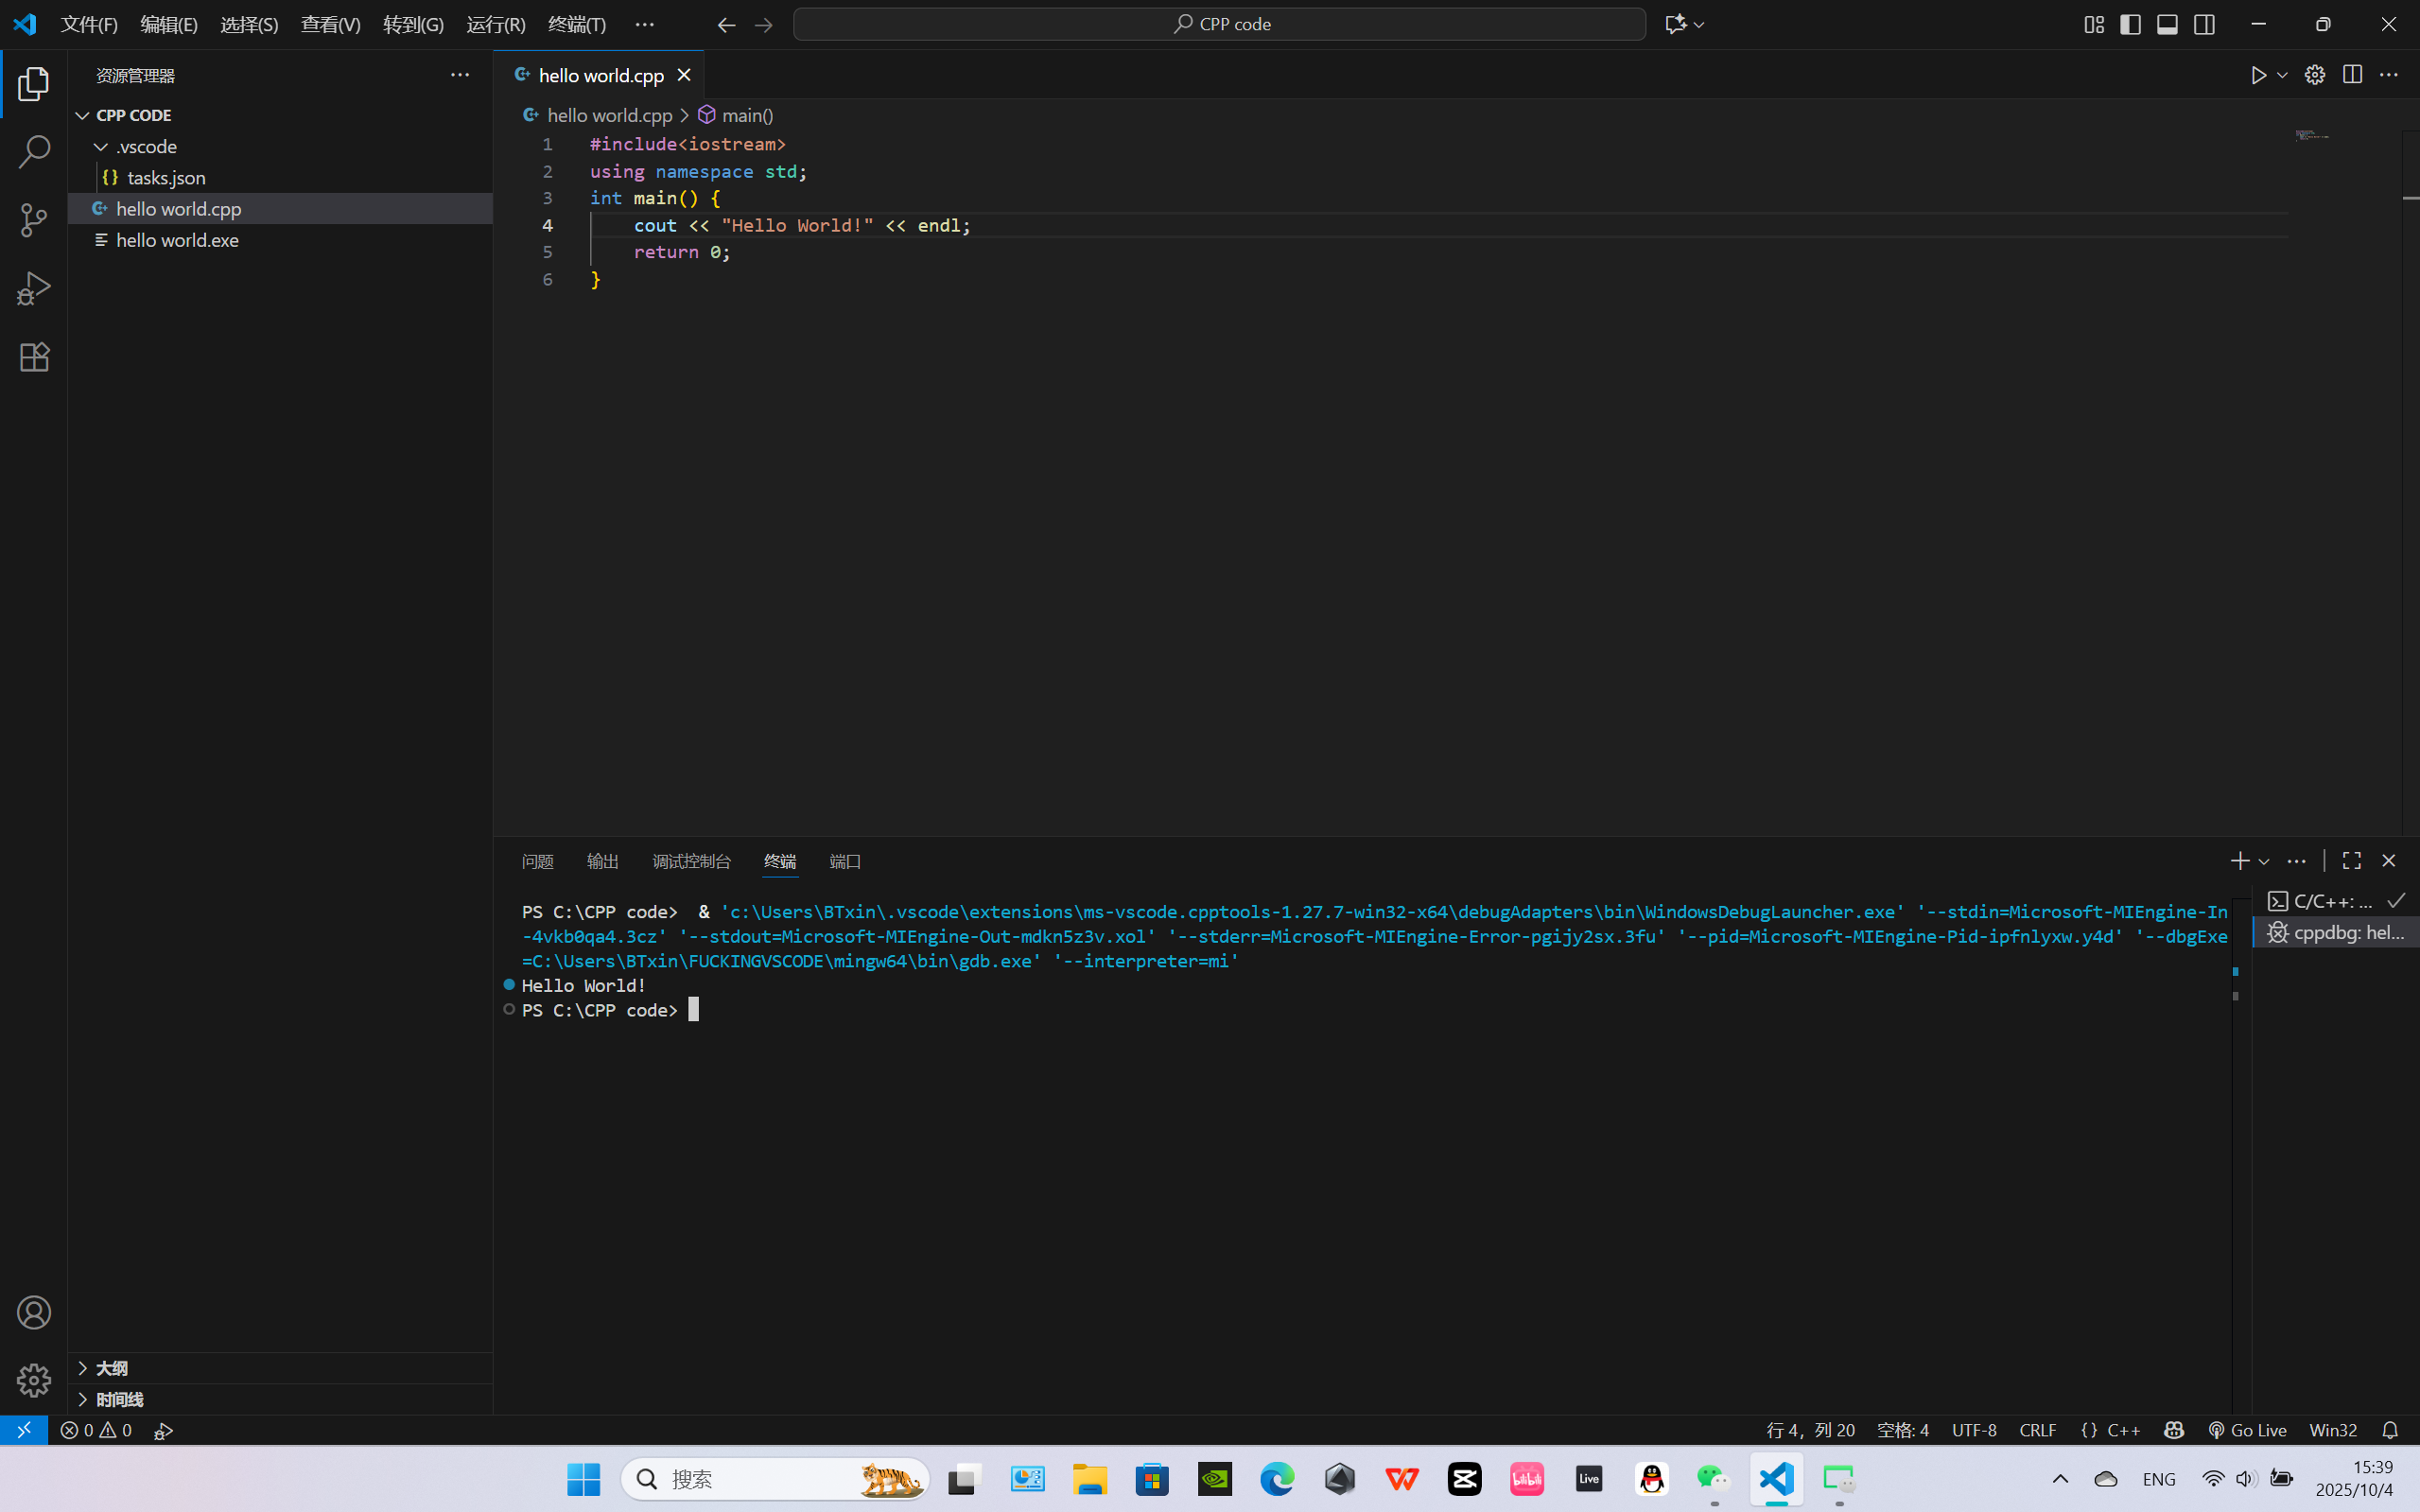 文件(F) 编辑(E) 选择(S) 查看(V) 转到(G) 运行(R) 终端(T) ··· CPP code
资源管理器
CPP CODE
.vscode
{} tasks.json
hello world.cpp
hello world.exe
大纲
时间线
hello world.cpp
hello world.cpp > main()
1 #include<iostream>
2 using namespace std;
3 int main() {
4     cout << "Hello World!" << endl;
5     return 0;
6 }
问题 输出 调试控制台 终端 端口
PS C:\CPP code>  & 'c:\Users\BTxin\.vscode\extensions\ms-vscode.cpptools-1.27.7-win32-x64\debugAdapters\bin\WindowsDebugLauncher.exe' '--stdin=Microsoft-MIEngine-In
-4vkb0qa4.3cz' '--stdout=Microsoft-MIEngine-Out-mdkn5z3v.xol' '--stderr=Microsoft-MIEngine-Error-pgijy2sx.3fu' '--pid=Microsoft-MIEngine-Pid-ipfnlyxw.y4d' '--dbgExe
=C:\Users\BTxin\FUCKINGVSCODE\mingw64\bin\gdb.exe' '--interpreter=mi'
Hello World!
PS C:\CPP code>
C/C++: ...
cppdbg: hel...
0 0 行 4，列 20 空格: 4 UTF-8 CRLF {} C++ Go Live Win32
搜索 bilibili Live ENG 15:39
2025/10/4